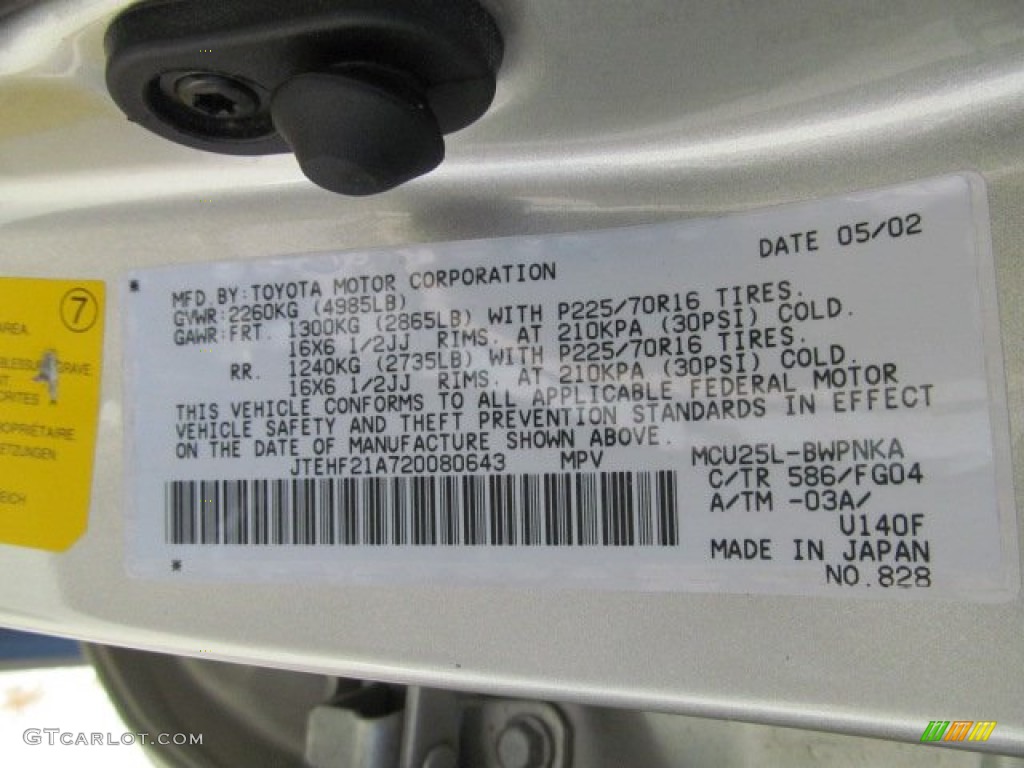 DATE 05/02
MFD.BY:TOYOTA MOTOR CORPORATION
GVWR:2260KG (4985LB)
GAWR:FRT. 1300KG (2865LB) WITH P225/70R16 TIRES.
16X6 1/2JJ RIMS. AT 210KPA (30PSI) COLD.
RR. 1240KG (2735LB) WITH P225/70R16 TIRES.
16X6 1/2JJ RIMS. AT 210KPA (30PSI) COLD.
THIS VEHICLE CONFORMS TO ALL APPLICABLE FEDERAL MOTOR
VEHICLE SAFETY AND THEFT PREVENTION STANDARDS IN EFFECT
ON THE DATE OF MANUFACTURE SHOWN ABOVE.
JTEHF21A720080643 MPV MCU25L-BWPNKA
C/TR 586/FG04
A/TM -03A/
U140F
MADE IN JAPAN
NO.828
7
AREA
GRAVE
GTCARLOT.COM